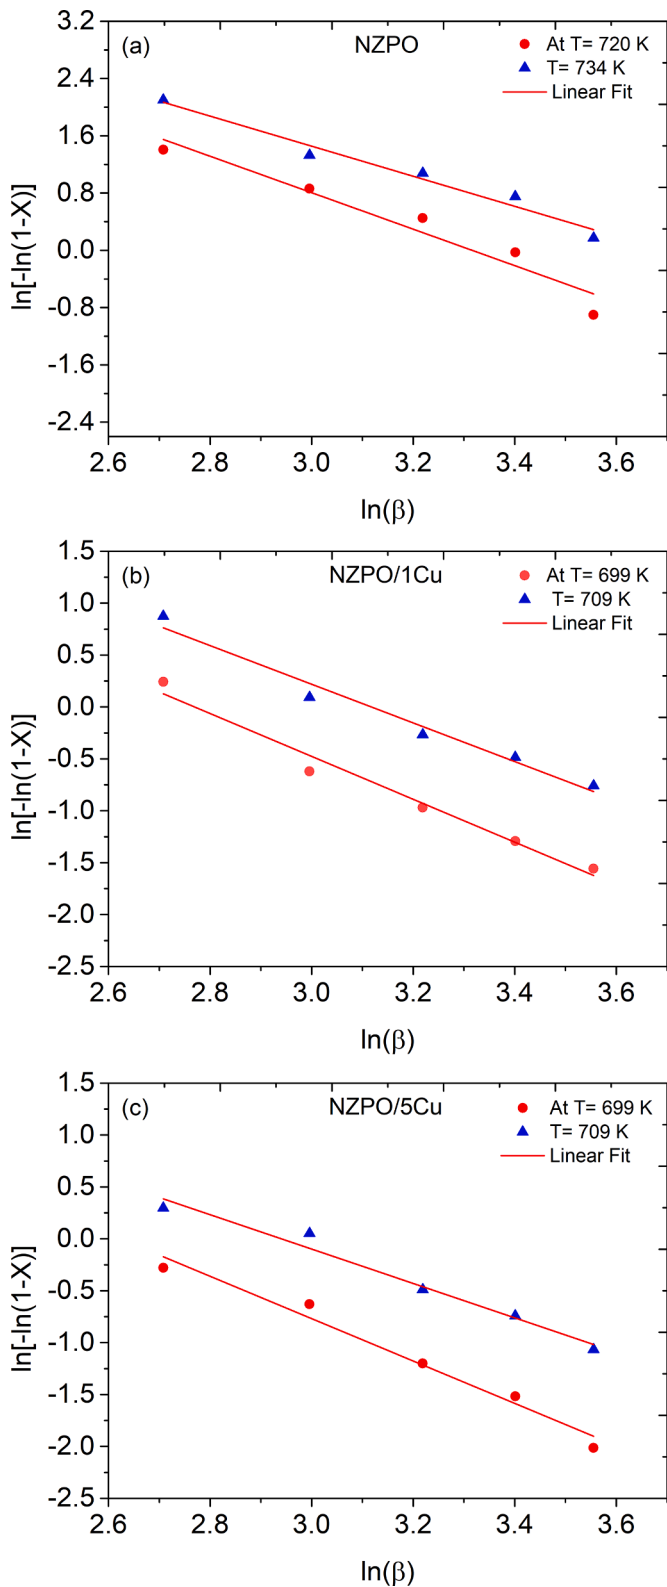 (a)
NZPO
At T= 720 K
T= 734 K
Linear Fit
3.2
2.4
1.6
0.8
0.0
-0.8
-1.6
-2.4
ln[-ln(1-X)]
2.6
2.8
3.0
3.2
3.4
3.6
ln(β)
(b)
NZPO/1Cu
At T= 699 K
T= 709 K
Linear Fit
1.5
1.0
0.5
0.0
-0.5
-1.0
-1.5
-2.0
-2.5
ln[-ln(1-X)]
2.6
2.8
3.0
3.2
3.4
3.6
ln(β)
(c)
NZPO/5Cu
At T= 699 K
T= 709 K
Linear Fit
1.5
1.0
0.5
0.0
-0.5
-1.0
-1.5
-2.0
-2.5
ln[-ln(1-X)]
2.6
2.8
3.0
3.2
3.4
3.6
ln(β)